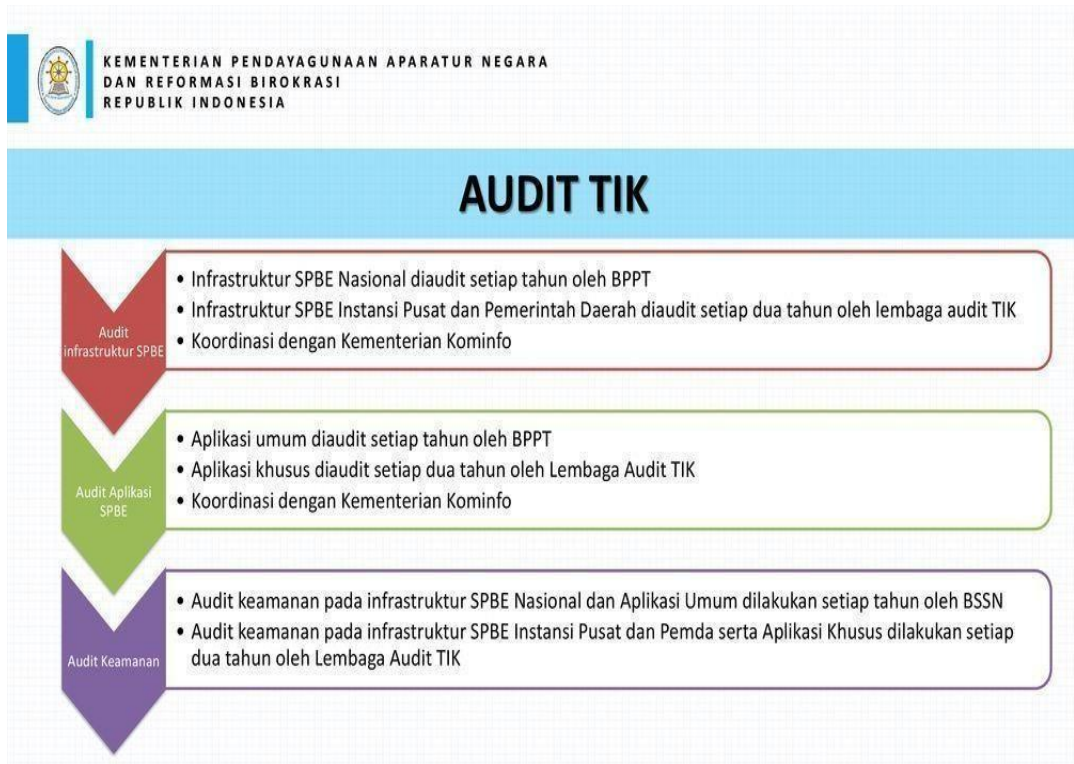 KEMENTERIAN PENDAYAGUNAAN APARATUR NEGARA
DAN REFORMASI BIROKRASI
REPUBLIK INDONESIA
AUDIT TIK
Audit
infrastruktur SPBE
• Infrastruktur SPBE Nasional diaudit setiap tahun oleh BPPT
• Infrastruktur SPBE Instansi Pusat dan Pemerintah Daerah diaudit setiap dua tahun oleh lembaga audit TIK
• Koordinasi dengan Kementerian Kominfo
Audit Aplikasi
SPBE
• Aplikasi umum diaudit setiap tahun oleh BPPT
• Aplikasi khusus diaudit setiap dua tahun oleh Lembaga Audit TIK
• Koordinasi dengan Kementerian Kominfo
Audit Keamanan
• Audit keamanan pada infrastruktur SPBE Nasional dan Aplikasi Umum dilakukan setiap tahun oleh BSSN
• Audit keamanan pada infrastruktur SPBE Instansi Pusat dan Pemda serta Aplikasi Khusus dilakukan setiap
dua tahun oleh Lembaga Audit TIK